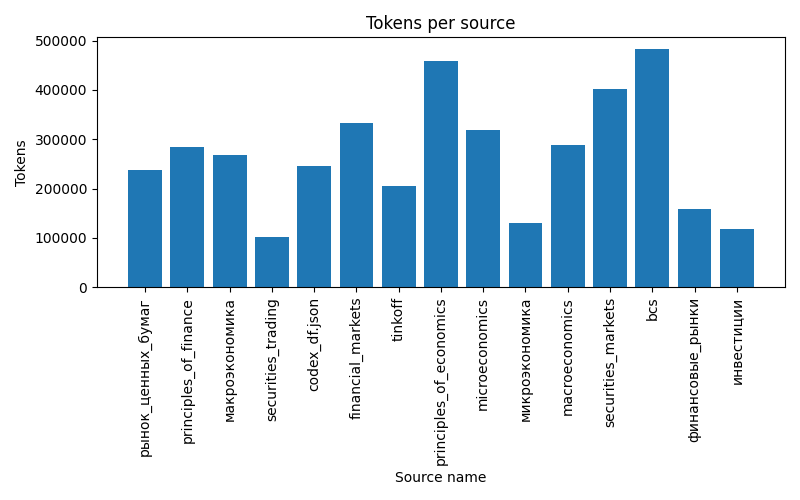 Tokens per source
Tokens
500000
400000
300000
200000
100000
0
рынок_ценных_бумаг
principles_of_finance
макроэкономика
securities_trading
codex_df.json
financial_markets
tinkoff
principles_of_economics
microeconomics
микроэкономика
macroeconomics
securities_markets
bcs
финансовые_рынки
инвестиции
Source name